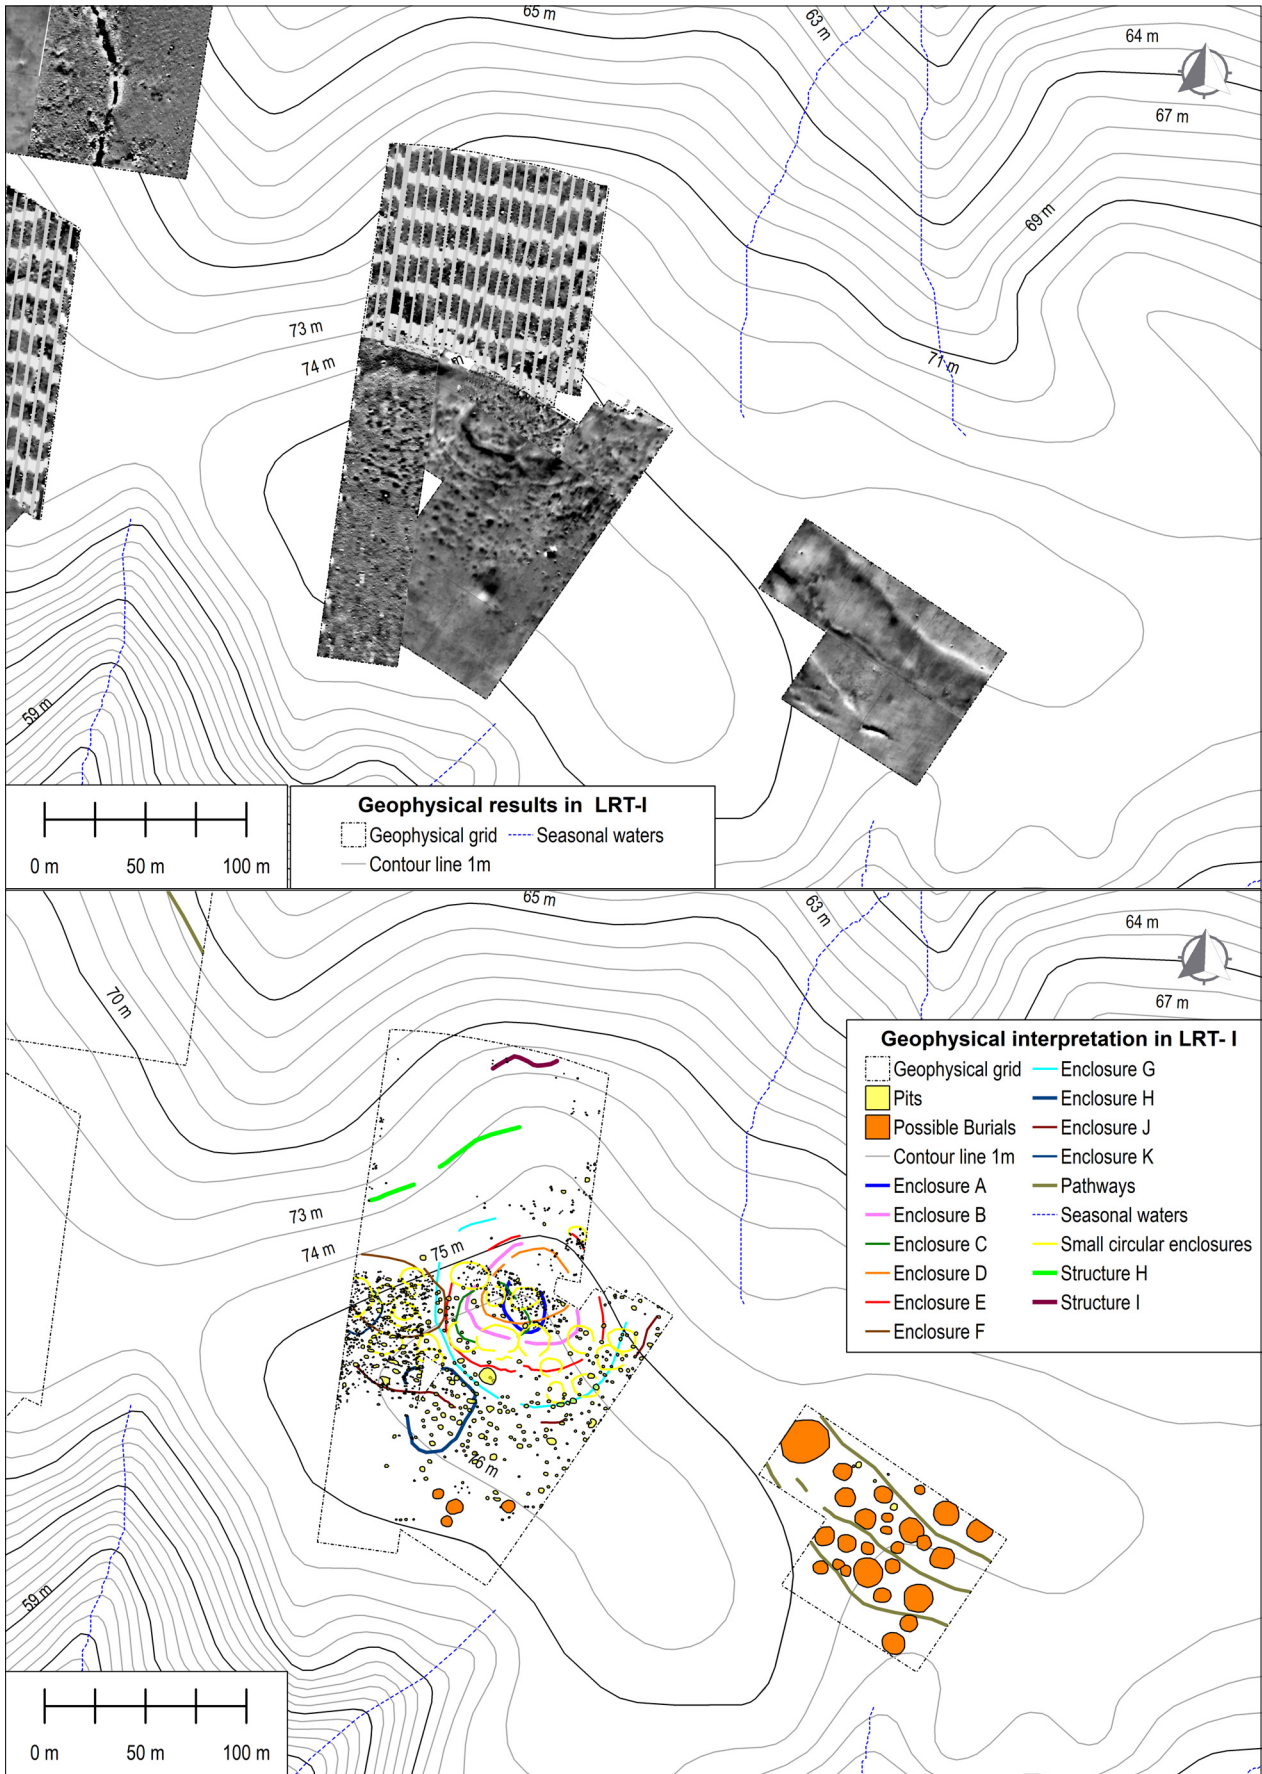 65 m
63 m
64 m
67 m
69 m
73 m
71 m
74 m
m
59 m
Geophysical results in LRT-I
Geophysical grid Seasonal waters
Contour line 1m
0 m 50 m 100 m
65 m
63 m
64 m
70 m
67 m
Geophysical interpretation in LRT- I
Geophysical grid Enclosure G
Pits Enclosure H
Possible Burials Enclosure J
Contour line 1m Enclosure K
Enclosure A Pathways
Enclosure B Seasonal waters
Enclosure C Small circular enclosures
Enclosure D Structure H
Enclosure E Structure I
Enclosure F
73 m
74 m
75 m
76 m
59 m
0 m 50 m 100 m